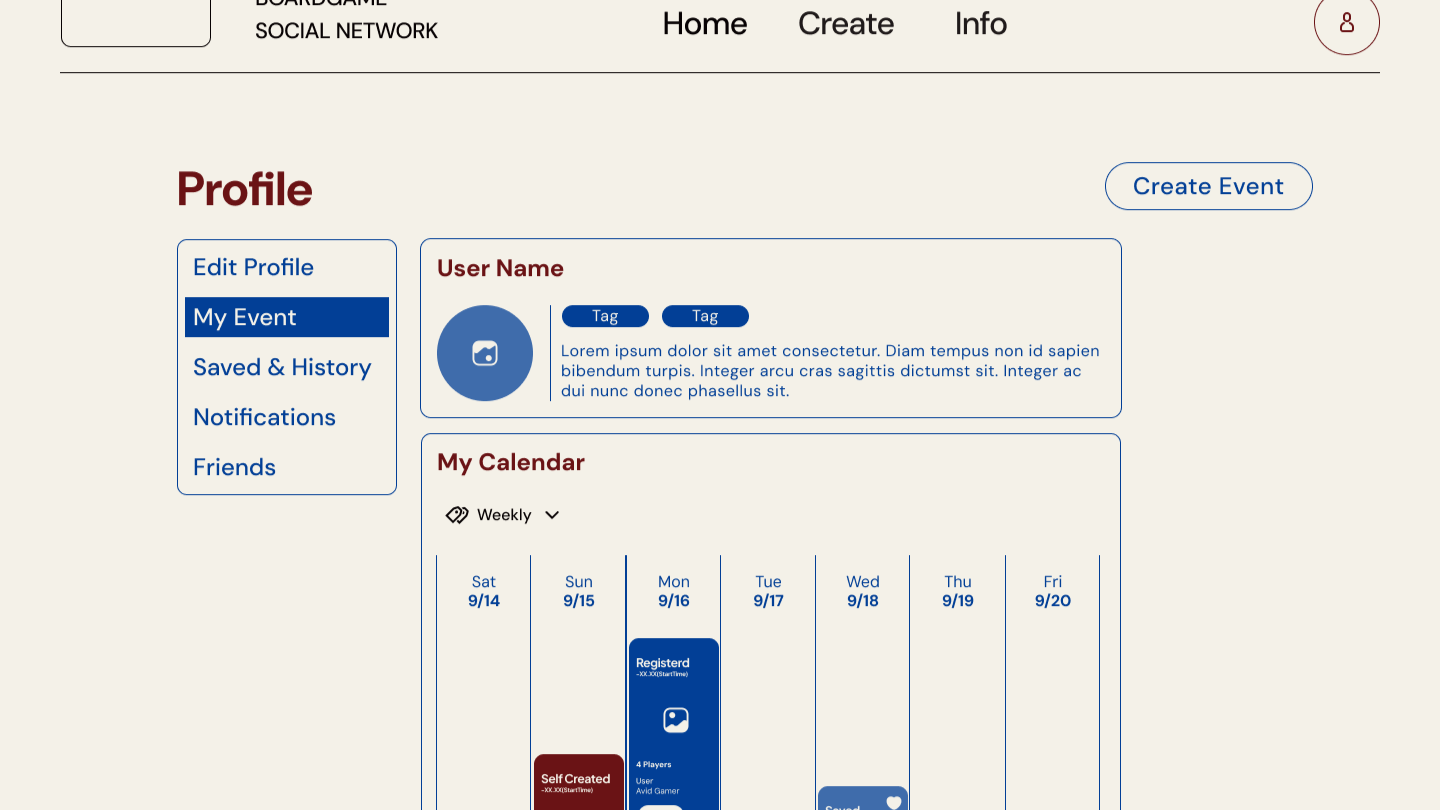 BOARDGAME
SOCIAL NETWORK
Home
Create
Info
Profile
Create Event
Edit Profile
My Event
Saved & History
Notifications
Friends
User Name
Tag
Tag
Lorem ipsum dolor sit amet consectetur. Diam tempus non id sapien
bibendum turpis. Integer arcu cras sagittis dictumst sit. Integer ac
dui nunc donec phasellus sit.
My Calendar
Weekly
Sat
9/14
Sun
9/15
Mon
9/16
Tue
9/17
Wed
9/18
Thu
9/19
Fri
9/20
Registerd
~XX.XX(StartTime)
4 Players
User
Avid Gamer
Self Created
~XX.XX(StartTime)
Saved